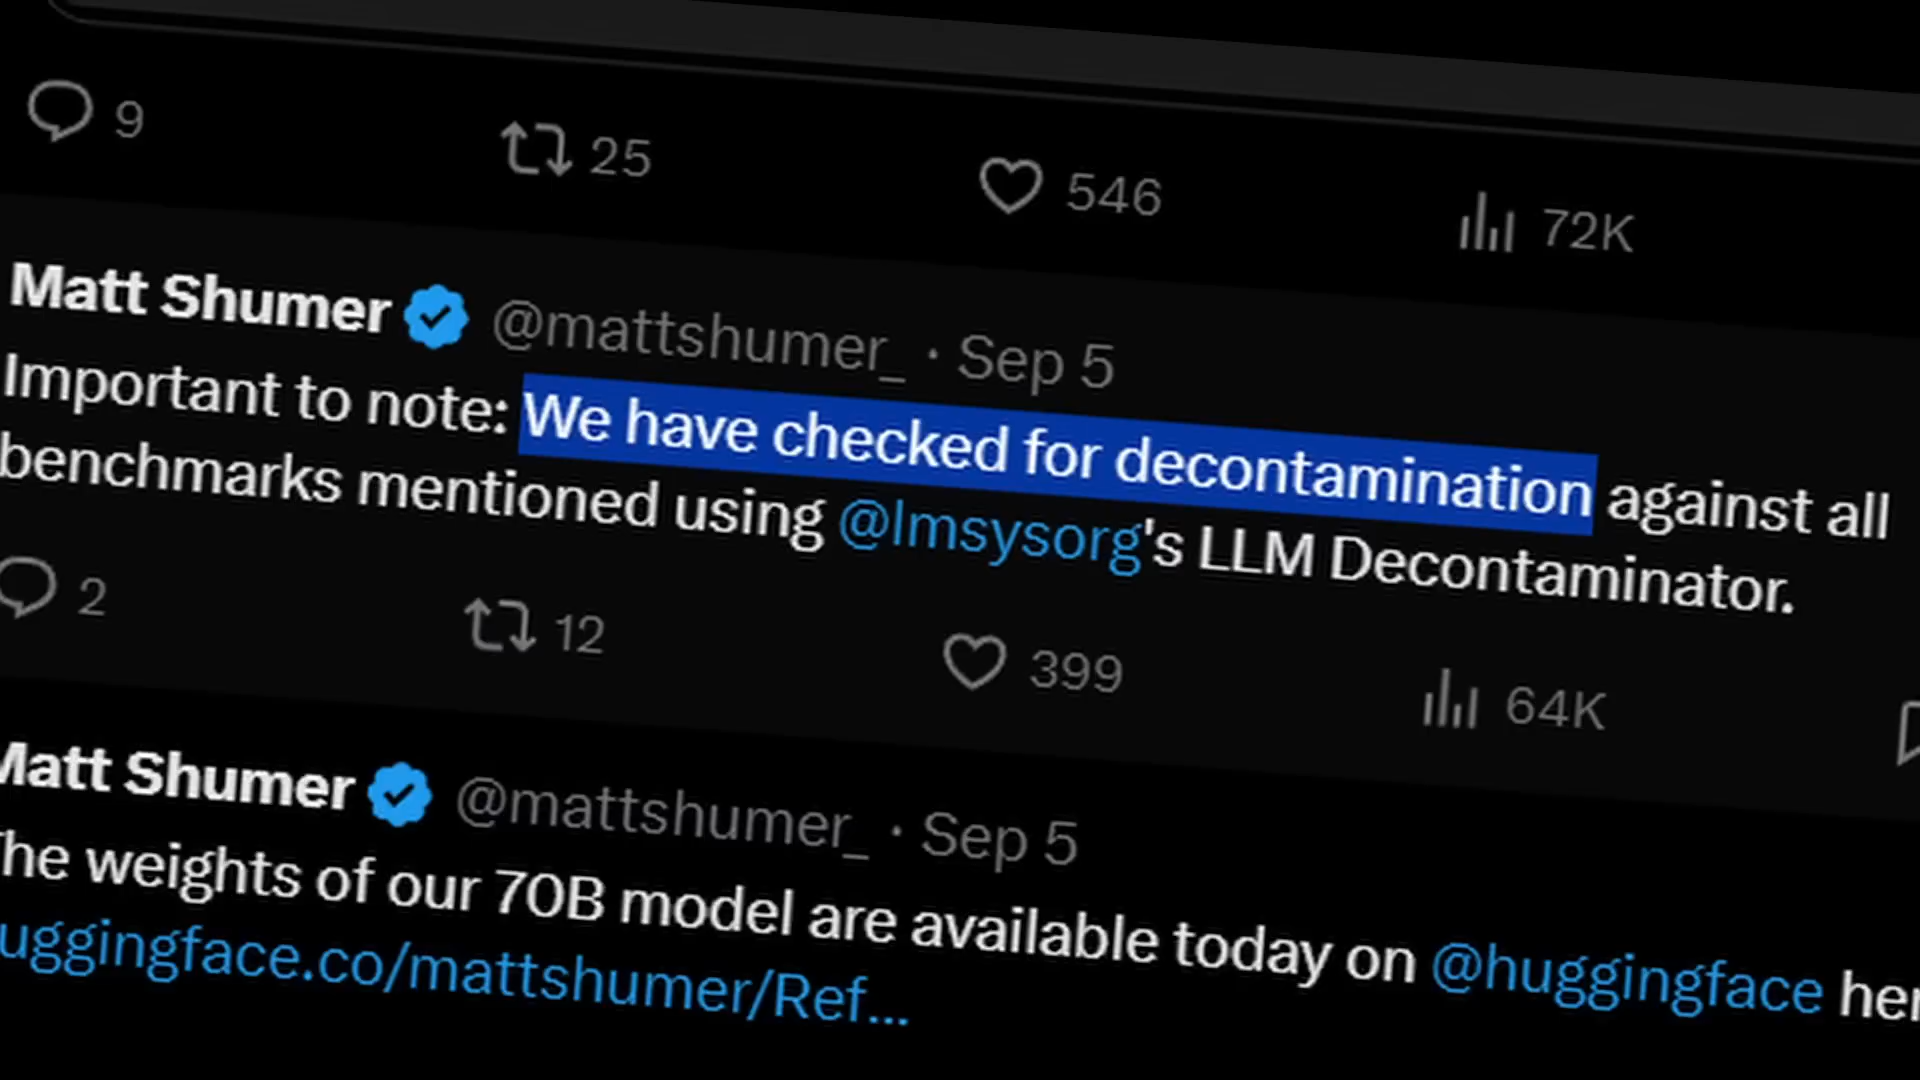 9 25 546 72K
Matt Shumer @mattshumer_ · Sep 5
Important to note: We have checked for decontamination against all
benchmarks mentioned using @lmsysorg's LLM Decontaminator.
2 12 399 64K
Matt Shumer @mattshumer_ · Sep 5
The weights of our 70B model are available today on @huggingface her
uggingface.co/mattshumer/Ref...